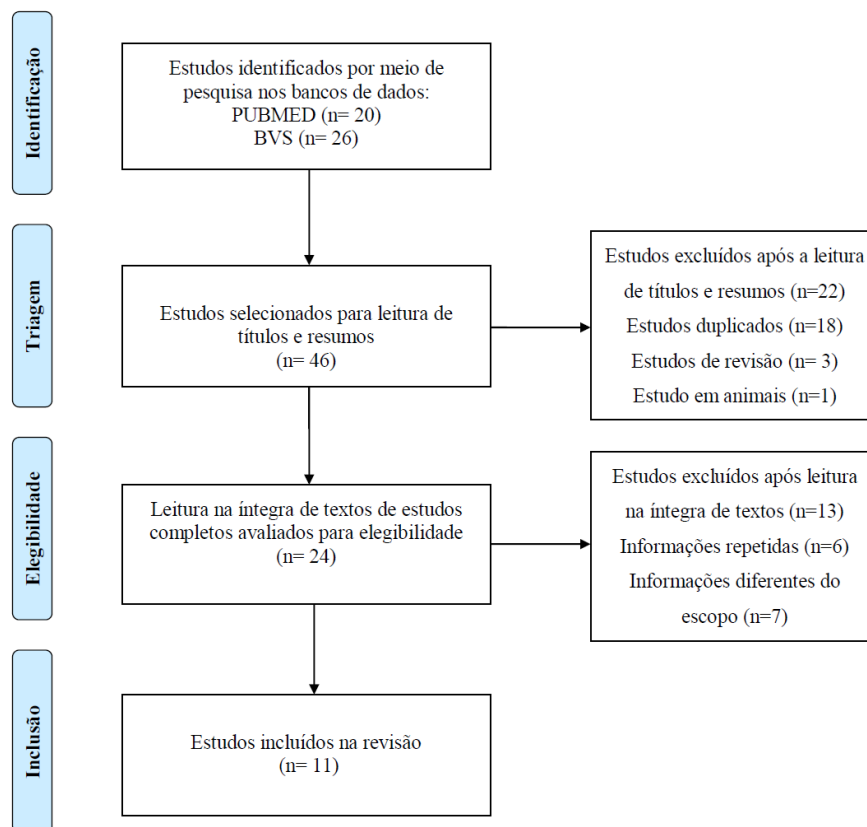 Identificação
Estudos identificados por meio de
pesquisa nos bancos de dados:
PUBMED (n= 20)
BVS (n= 26)
Triagem
Estudos selecionados para leitura de
títulos e resumos
(n= 46)
Estudos excluídos após a leitura
de títulos e resumos (n=22)
Estudos duplicados (n=18)
Estudos de revisão (n= 3)
Estudo em animais (n=1)
Elegibilidade
Leitura na íntegra de textos de estudos
completos avaliados para elegibilidade
(n= 24)
Estudos excluídos após leitura
na íntegra de textos (n=13)
Informações repetidas (n=6)
Informações diferentes do
escopo (n=7)
Inclusão
Estudos incluídos na revisão
(n= 11)